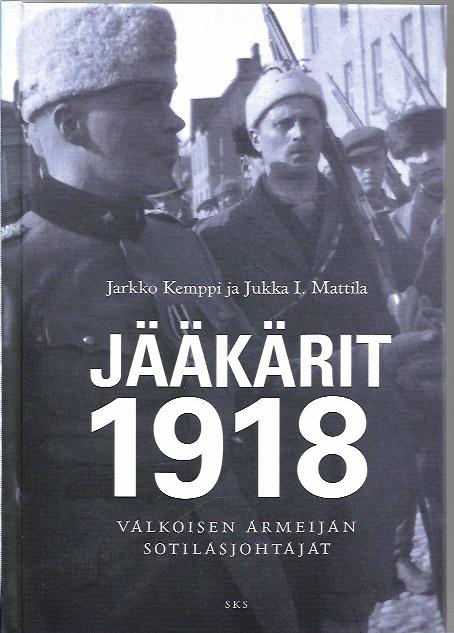 Jarkko Kemppi ja Jukka I. Mattila
JÄÄKÄRIT
1918
VALKOISEN ARMEIJAN
SOTILASJOHTAJAT
SKS